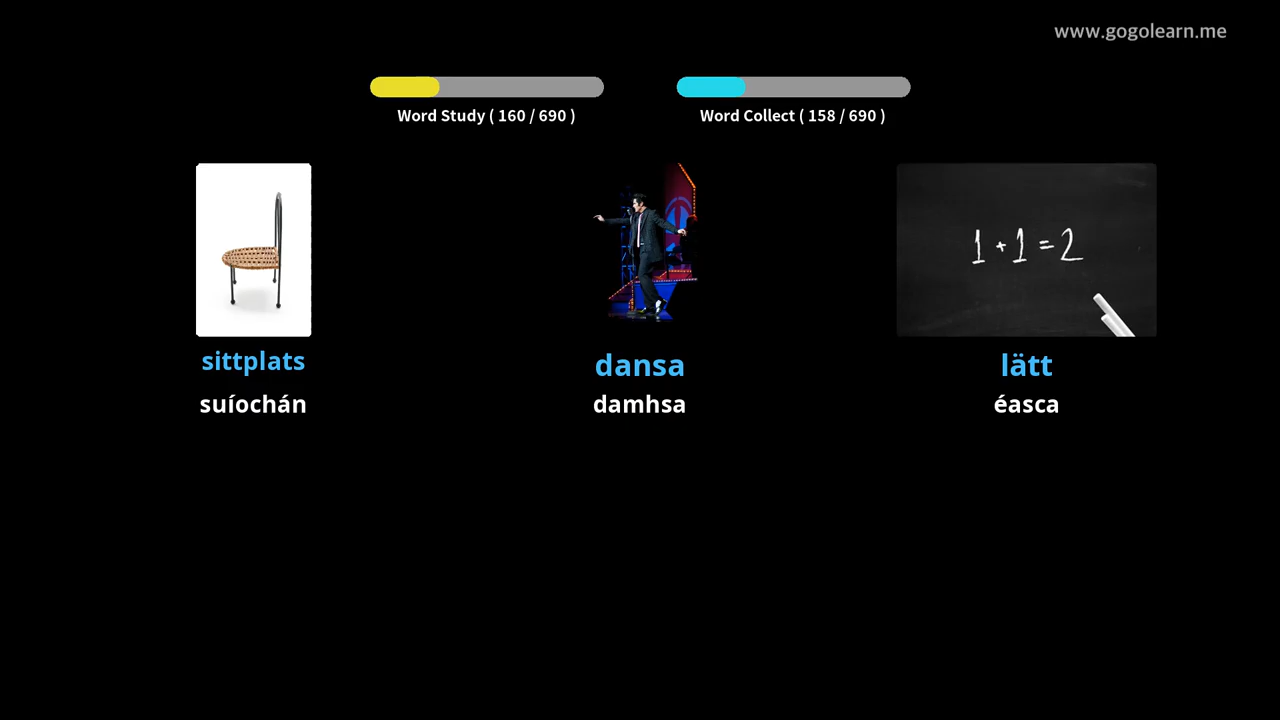 www.gogolearn.me
Word Study ( 160 / 690 )
Word Collect ( 158 / 690 )
1 + 1 = 2
sittplats
dansa
lätt
suíochán
damhsa
éasca